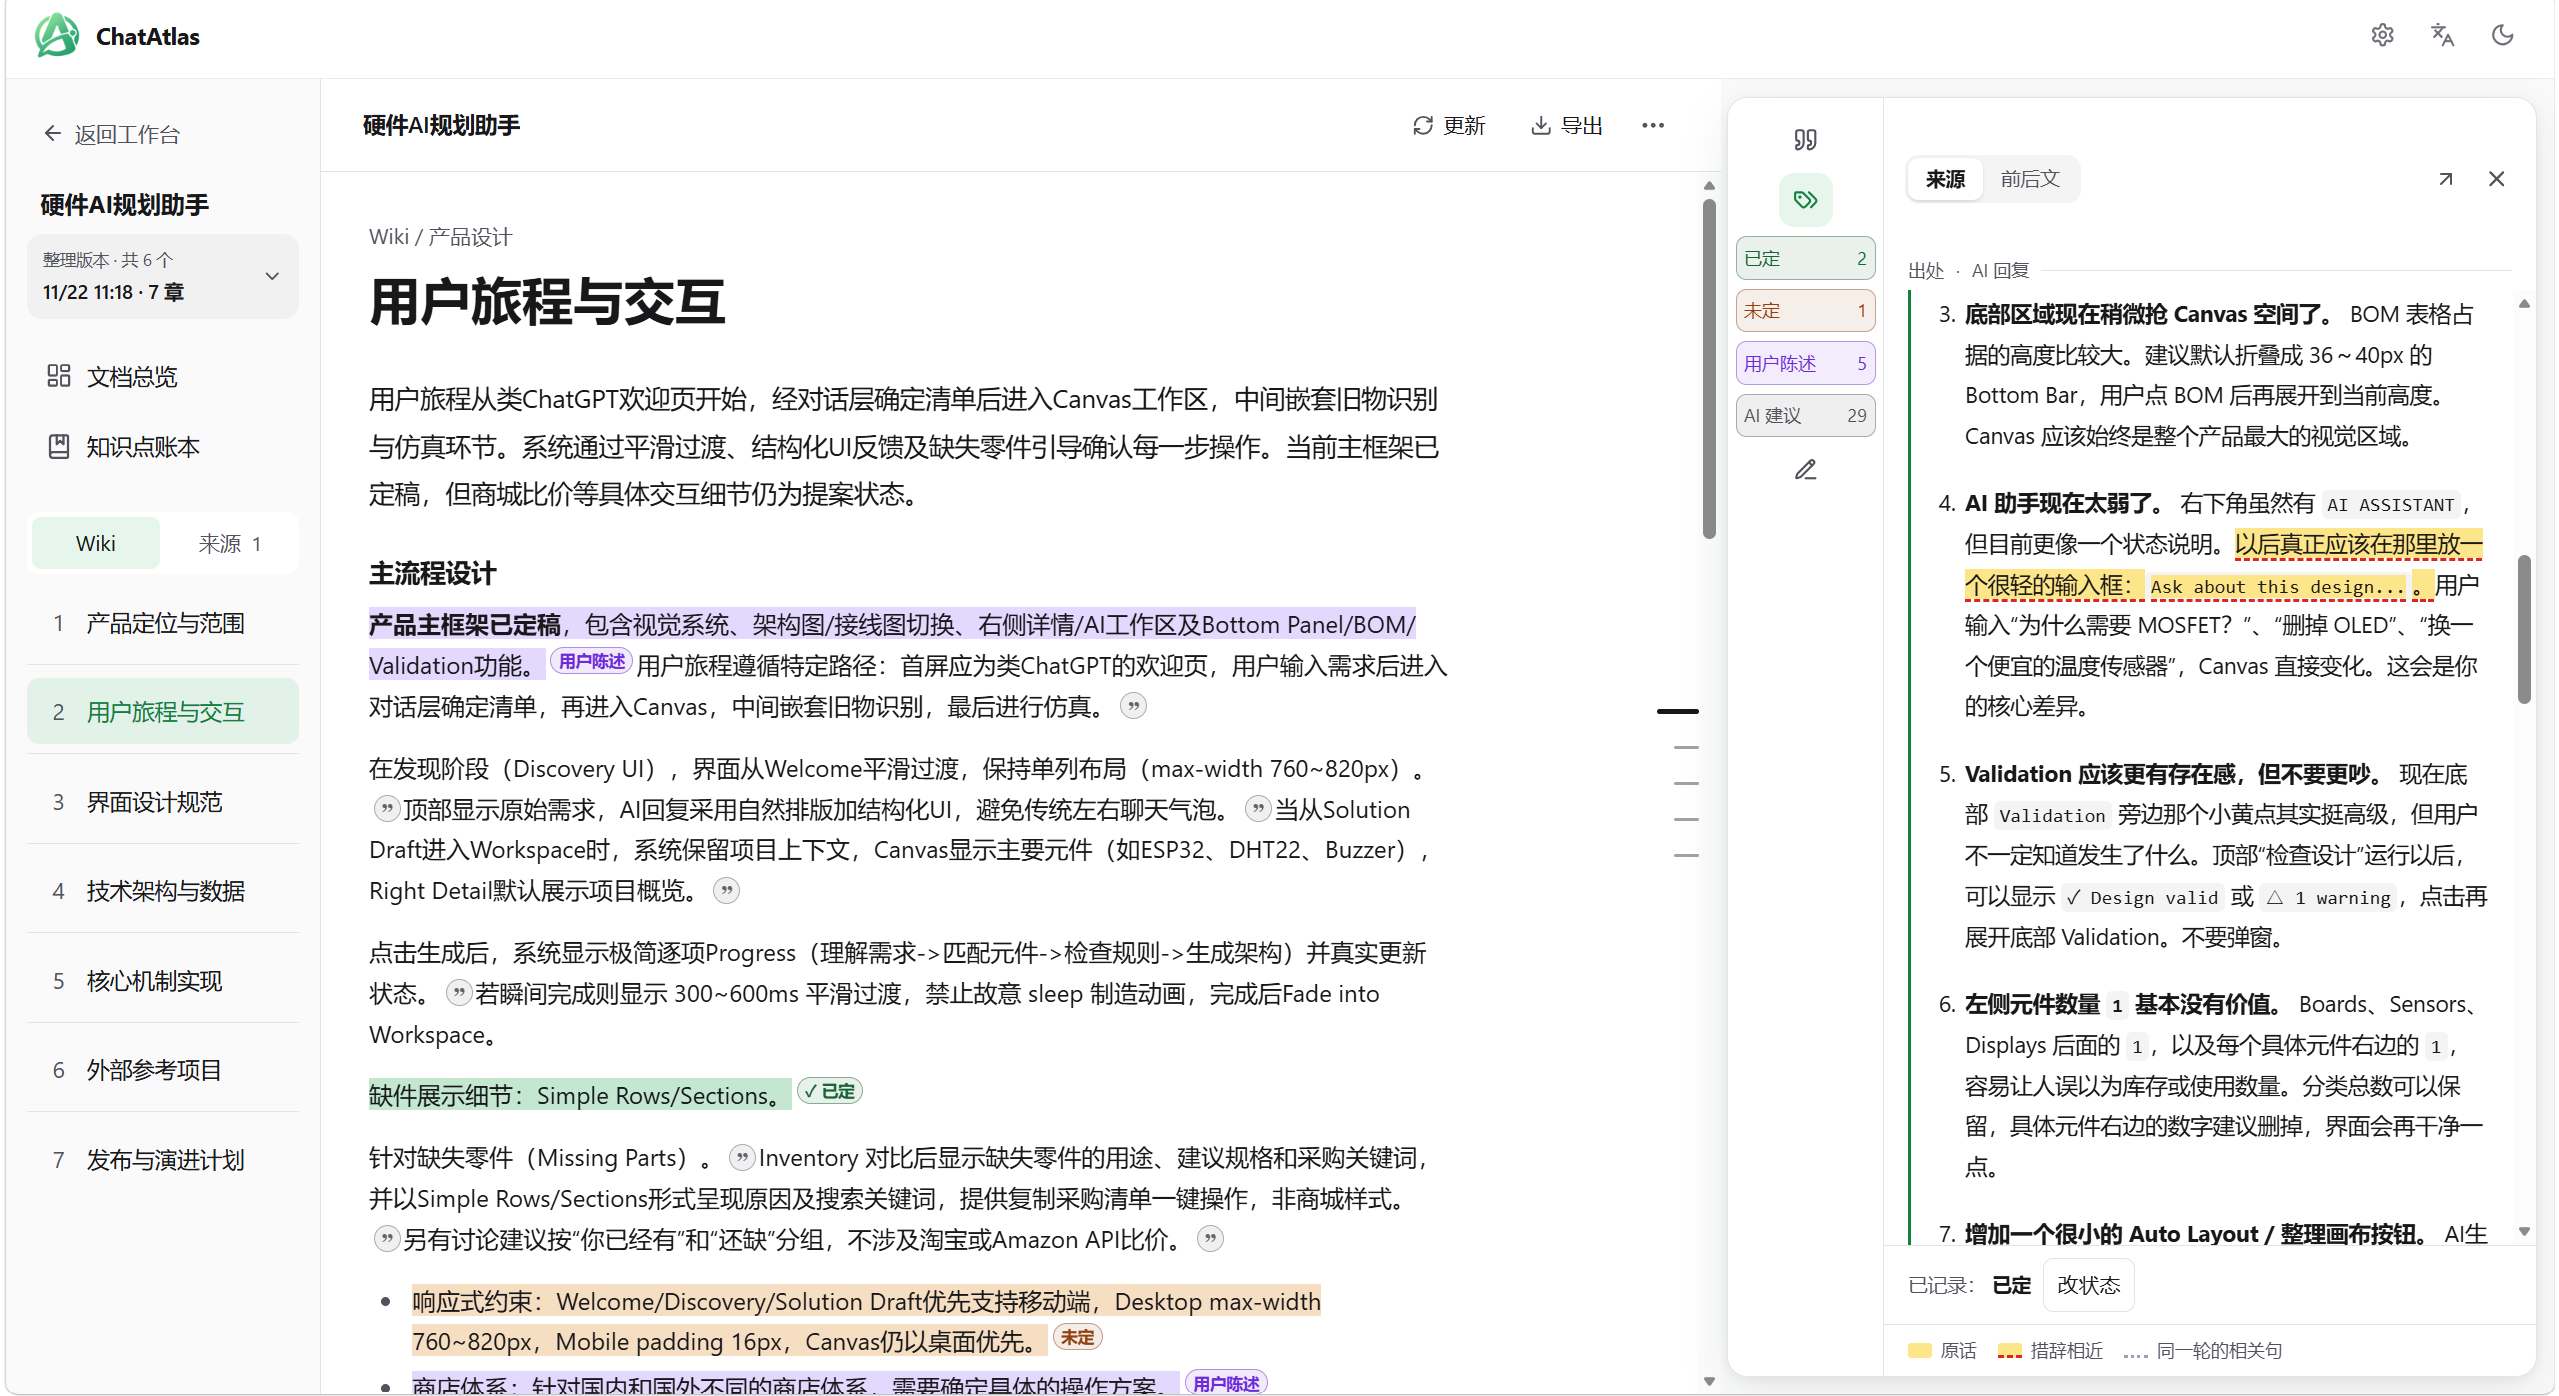 ChatAtlas
返回工作台
硬件AI规划助手
整理版本 · 共 6 个
11/22 11:18 · 7 章
文档总览
知识点账本
Wiki
来源 1
1 产品定位与范围
2 用户旅程与交互
3 界面设计规范
4 技术架构与数据
5 核心机制实现
6 外部参考项目
7 发布与演进计划
硬件AI规划助手
更新
导出
Wiki / 产品设计
用户旅程与交互
用户旅程从类ChatGPT欢迎页开始，经对话层确定清单后进入Canvas工作区，中间嵌套旧物识别
与仿真环节。系统通过平滑过渡、结构化UI反馈及缺失零件引导确认每一步操作。当前主框架已
定稿，但商城比价等具体交互细节仍为提案状态。
主流程设计
产品主框架已定稿，包含视觉系统、架构图/接线图切换、右侧详情/AI工作区及Bottom Panel/BOM/
Validation功能。 用户陈述 用户旅程遵循特定路径：首屏应为类ChatGPT的欢迎页，用户输入需求后进入
对话层确定清单，再进入Canvas，中间嵌套旧物识别，最后进行仿真。
在发现阶段（Discovery UI），界面从Welcome平滑过渡，保持单列布局（max-width 760~820px）。
顶部显示原始需求，AI回复采用自然排版加结构化UI，避免传统左右聊天气泡。 当从Solution
Draft进入Workspace时，系统保留项目上下文，Canvas显示主要元件（如ESP32、DHT22、Buzzer），
Right Detail默认展示项目概览。
点击生成后，系统显示极简逐项Progress（理解需求->匹配元件->检查规则->生成架构）并真实更新
状态。 若瞬间完成则显示 300~600ms 平滑过渡，禁止故意 sleep 制造动画，完成后Fade into
Workspace。
缺件展示细节：Simple Rows/Sections。 ✓ 已定
针对缺失零件（Missing Parts）。 Inventory 对比后显示缺失零件的用途、建议规格和采购关键词，
并以Simple Rows/Sections形式呈现原因及搜索关键词，提供复制采购清单一键操作，非商城样式。
另有讨论建议按“你已经有”和“还缺”分组，不涉及淘宝或Amazon API比价。
• 响应式约束：Welcome/Discovery/Solution Draft优先支持移动端，Desktop max-width
760~820px，Mobile padding 16px，Canvas仍以桌面优先。 未定
• 商店体系：针对国内和国外不同的商店体系，需要确定具体的操作方案。 用户陈述
已定 2
未定 1
用户陈述 5
AI 建议 29
来源
前后文
出处 · AI 回复
3. 底部区域现在稍微抢 Canvas 空间了。 BOM 表格占
据的高度比较大。建议默认折叠成 36～40px 的
Bottom Bar，用户点 BOM 后再展开到当前高度。
Canvas 应该始终是整个产品最大的视觉区域。
4. AI 助手现在太弱了。 右下角虽然有 AI ASSISTANT，
但目前更像一个状态说明。以后真正应该在那里放一
个很轻的输入框： Ask about this design... 。用户
输入“为什么需要 MOSFET？”、“删掉 OLED”、“换一
个便宜的温度传感器”，Canvas 直接变化。这会是你
的核心差异。
5. Validation 应该更有存在感，但不要更吵。 现在底
部 Validation 旁边那个小黄点其实挺高级，但用户
不一定知道发生了什么。顶部“检查设计”运行以后，
可以显示 ✓ Design valid 或 △ 1 warning，点击再
展开底部 Validation。不要弹窗。
6. 左侧元件数量 1 基本没有价值。 Boards、Sensors、
Displays 后面的 1，以及每个具体元件右边的 1，
容易让人误以为库存或使用数量。分类总数可以保
留，具体元件右边的数字建议删掉，界面会再干净一
点。
7. 增加一个很小的 Auto Layout / 整理画布按钮。 AI生
已记录： 已定 改状态
原话 措辞相近 同一轮的相关句